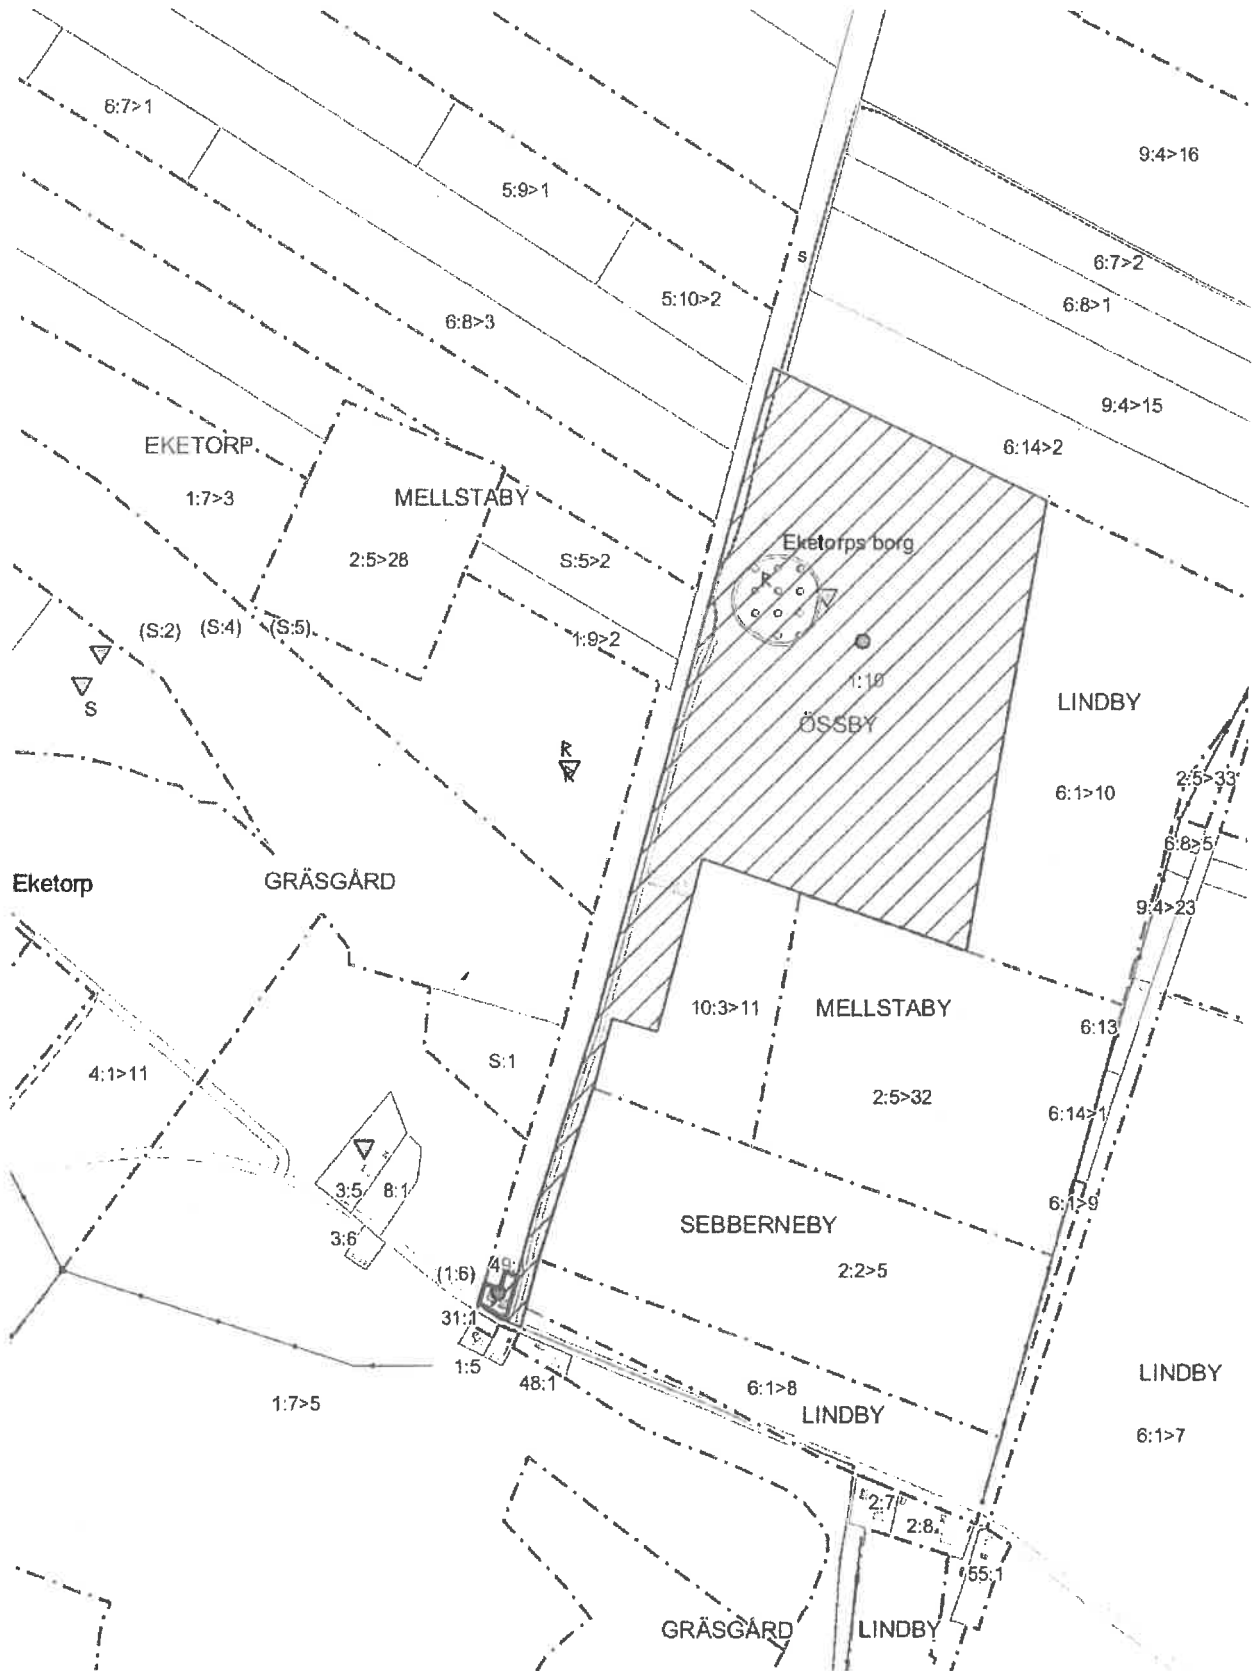 6:7>1
9:4>16
5:9>1
s
6:7>2
5:10>2
6:8>1
6:8>3
9:4>15
EKETORP
6:14>2
1:7>3
MELLSTABY
Eketorps borg
2:5>28
S:5>2
R
(S:2) (S:4) (S:5)
1:9>2
1:10
S
ÖSSBY
LINDBY
R
R
2:5>33
6:1>10
6:8>5
Eketorp
GRÄSGÅRD
9:4>23
10:3>11
MELLSTABY
6:13
S:1
4:1>11
2:5>32
6:14>1
3:5
8:1
6:1>9
3:6
SEBBERNEBY
(1:6)
49:
2:2>5
31:1
1:5
48:1
6:1>8
LINDBY
1:7>5
LINDBY
6:1>7
2:7
2:8
55:1
GRÄSGÅRD
LINDBY